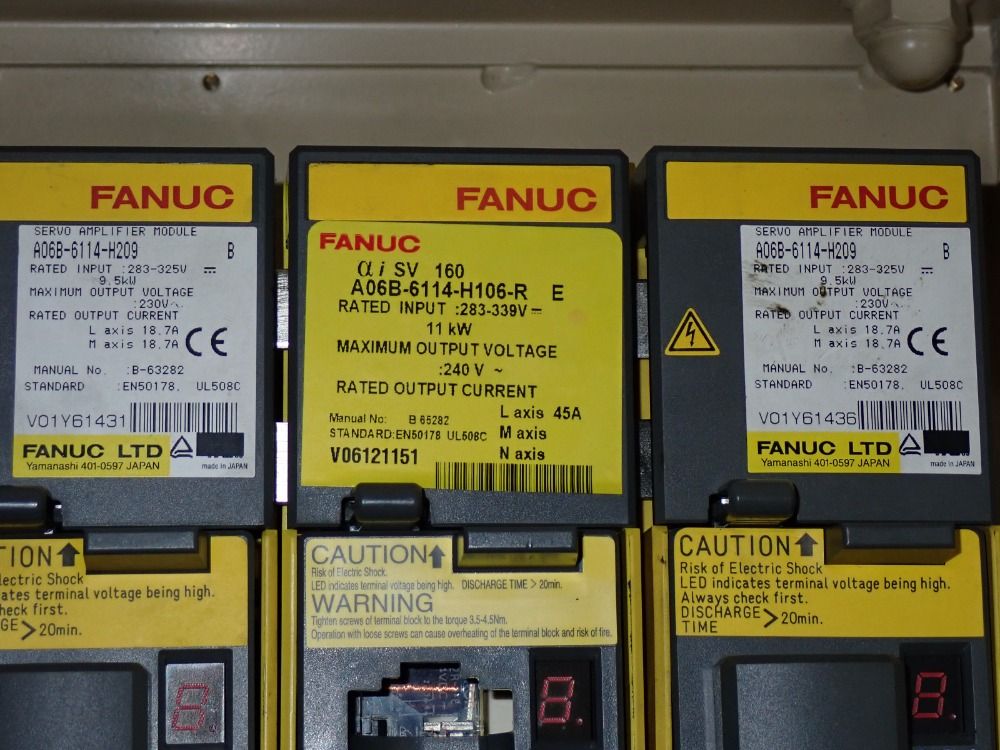 FANUC
SERVO AMPLIFIER MODULE
A06B-6114-H209 B
RATED INPUT :283-325V
9.5kW
MAXIMUM OUTPUT VOLTAGE
:230V~
RATED OUTPUT CURRENT
L axis 18.7A
M axis 18.7A
CE
MANUAL No. :B-63282
STANDARD :EN50178. UL508C
V01Y61431
FANUC LTD
Yamanashi 401-0597 JAPAN
made in JAPAN
TION
lectric Shock
cates terminal voltage being high.
heck first.
GE > 20min.
8
FANUC
FANUC
αi SV 160
A06B-6114-H106-R E
RATED INPUT :283-339V
11 kW
MAXIMUM OUTPUT VOLTAGE
:240 V ~
RATED OUTPUT CURRENT
Manual No: B 65282 L axis 45A
STANDARD:EN50178 UL508C M axis
V06121151 N axis
CAUTION
Risk of Electric Shock.
LED indicates terminal voltage being high. DISCHARGE TIME > 20min.
WARNING
Tighten screws of terminal block to the torque 3.5-4.5Nm.
Operation with loose screws can cause overheating of the terminal block and risk of fire.
8.
FANUC
SERVO AMPLIFIER MODULE
A06B-6114-H209 B
RATED INPUT :283-325V
9.5kW
MAXIMUM OUTPUT VOLTAGE
:230V~
RATED OUTPUT CURRENT
L axis 18.7A
M axis 18.7A
CE
MANUAL No. :B-63282
STANDARD :EN50178. UL508C
V01Y61436
FANUC LTD
Yamanashi 401-0597 JAPAN
made in JAPAN
CAUTION
Risk of Electric Shock
LED indicates terminal voltage being high.
Always check first.
DISCHARGE TIME > 20min.
8.